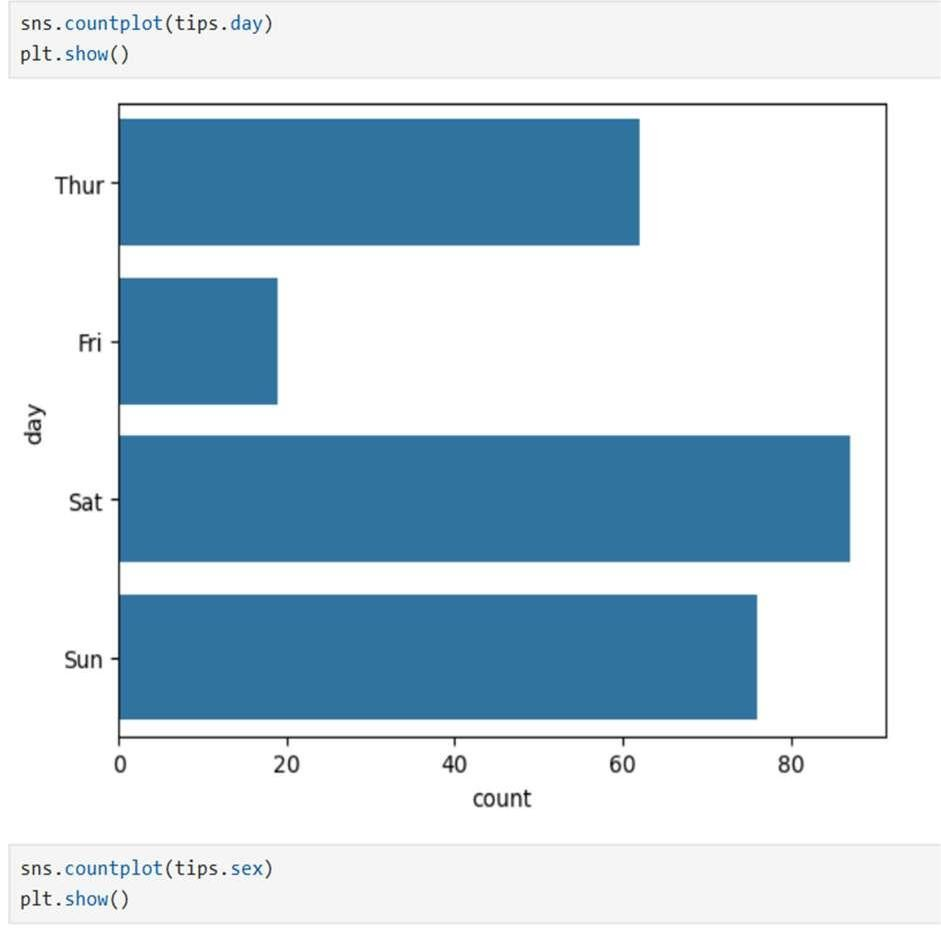 sns.countplot(tips.day)
plt.show()
Thur
Fri
day
Sat
Sun
0 20 40 60 80
count
sns.countplot(tips.sex)
plt.show()